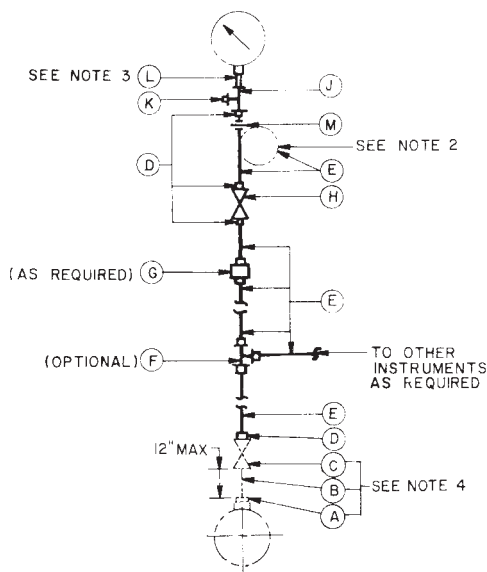 SEE NOTE 3 L
J
K
M
SEE NOTE 2
D
E
H
(AS REQUIRED) G
E
(OPTIONAL) F
TO OTHER
INSTRUMENTS
AS REQUIRED
E
D
12" MAX
C
B
SEE NOTE 4
A